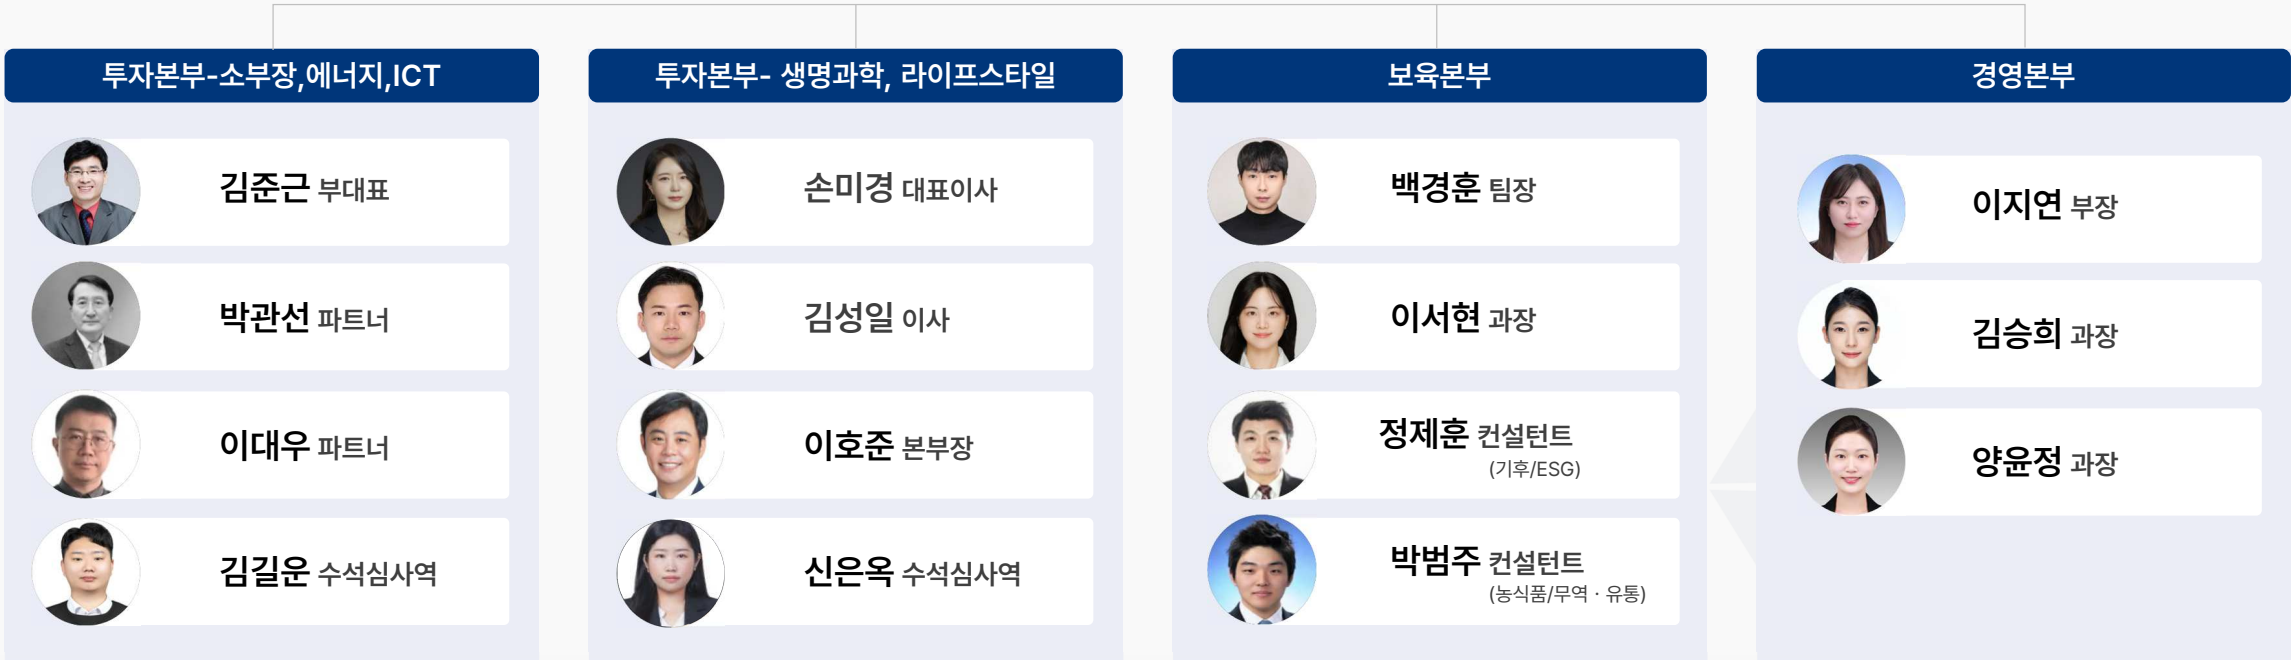 투자본부-소부장,에너지,ICT
김준근 부대표
박관선 파트너
이대우 파트너
김길운 수석심사역
투자본부- 생명과학, 라이프스타일
손미경 대표이사
김성일 이사
이호준 본부장
신은옥 수석심사역
보육본부
백경훈 팀장
이서현 과장
정제훈 컨설턴트
(기후/ESG)
박범주 컨설턴트
(농식품/무역 · 유통)
경영본부
이지연 부장
김승희 과장
양윤정 과장